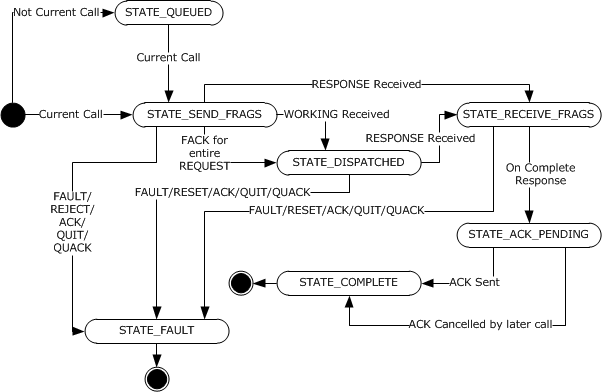 Not Current Call
STATE_QUEUED
Current Call
RESPONSE Received
Current Call
STATE_SEND_FRAGS
WORKING Received
STATE_RECEIVE_FRAGS
FACK for
entire
REQUEST
RESPONSE Received
STATE_DISPATCHED
On Complete
Response
FAULT/
REJECT/
ACK/
QUIT/
QUACK
FAULT/RESET/ACK/QUIT/QUACK
FAULT/RESET/ACK/QUIT/QUACK
STATE_ACK_PENDING
STATE_COMPLETE
ACK Sent
ACK Cancelled by later call
STATE_FAULT